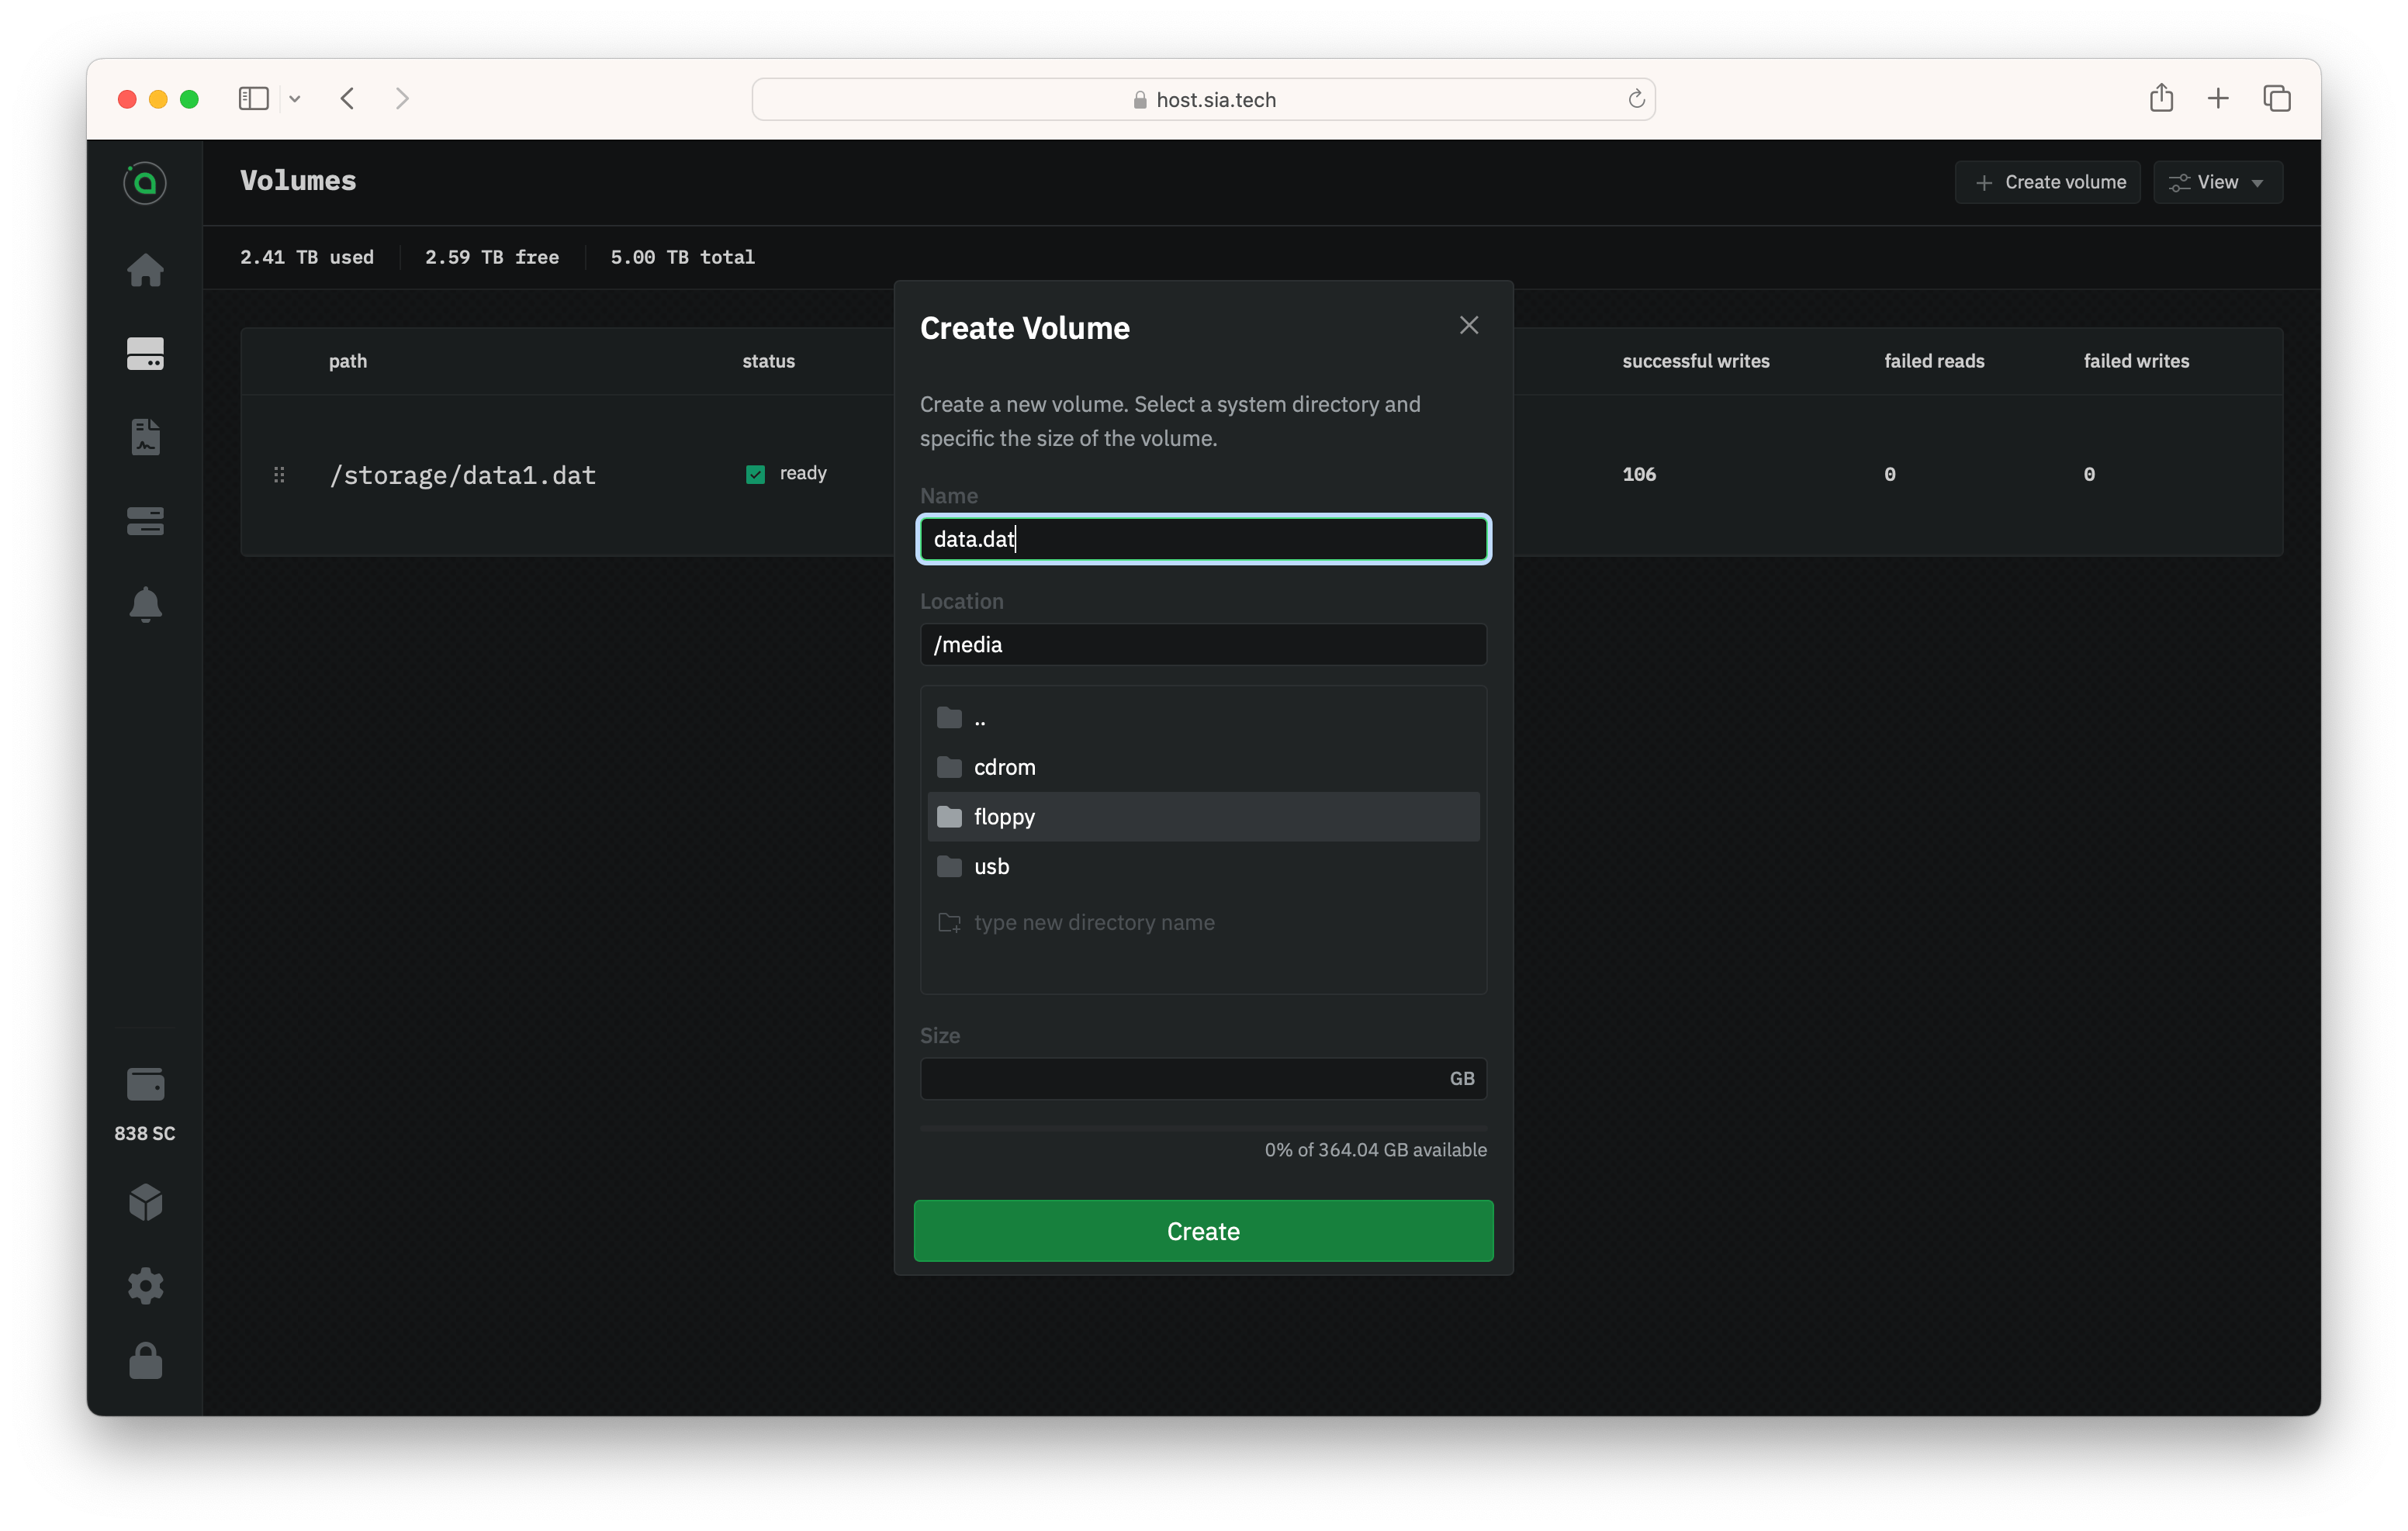 host.sia.tech
Volumes
Create volume
View
2.41 TB used
2.59 TB free
5.00 TB total
path
status
successful writes
failed reads
failed writes
/storage/data1.dat
ready
106
0
0
Create Volume
Create a new volume. Select a system directory and
specific the size of the volume.
Name
data.dat
Location
/media
..
cdrom
floppy
usb
type new directory name
Size
GB
0% of 364.04 GB available
Create
838 SC